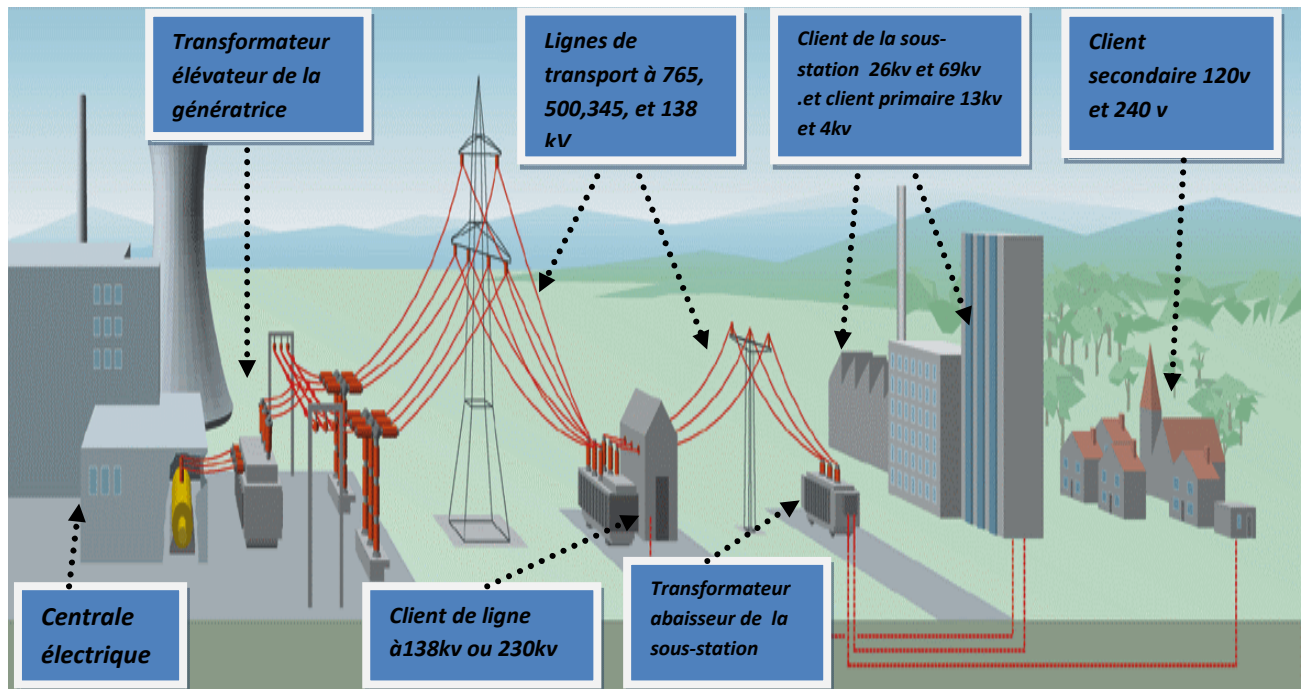 Transformateur
élévateur de la
génératrice
Lignes de
transport à 765,
500,345, et 138
kV
Client de la sous-
station 26kv et 69kv
.et client primaire 13kv
et 4kv
Client
secondaire 120v
et 240 v
Centrale
électrique
Client de ligne
à138kv ou 230kv
Transformateur
abaisseur de la
sous-station